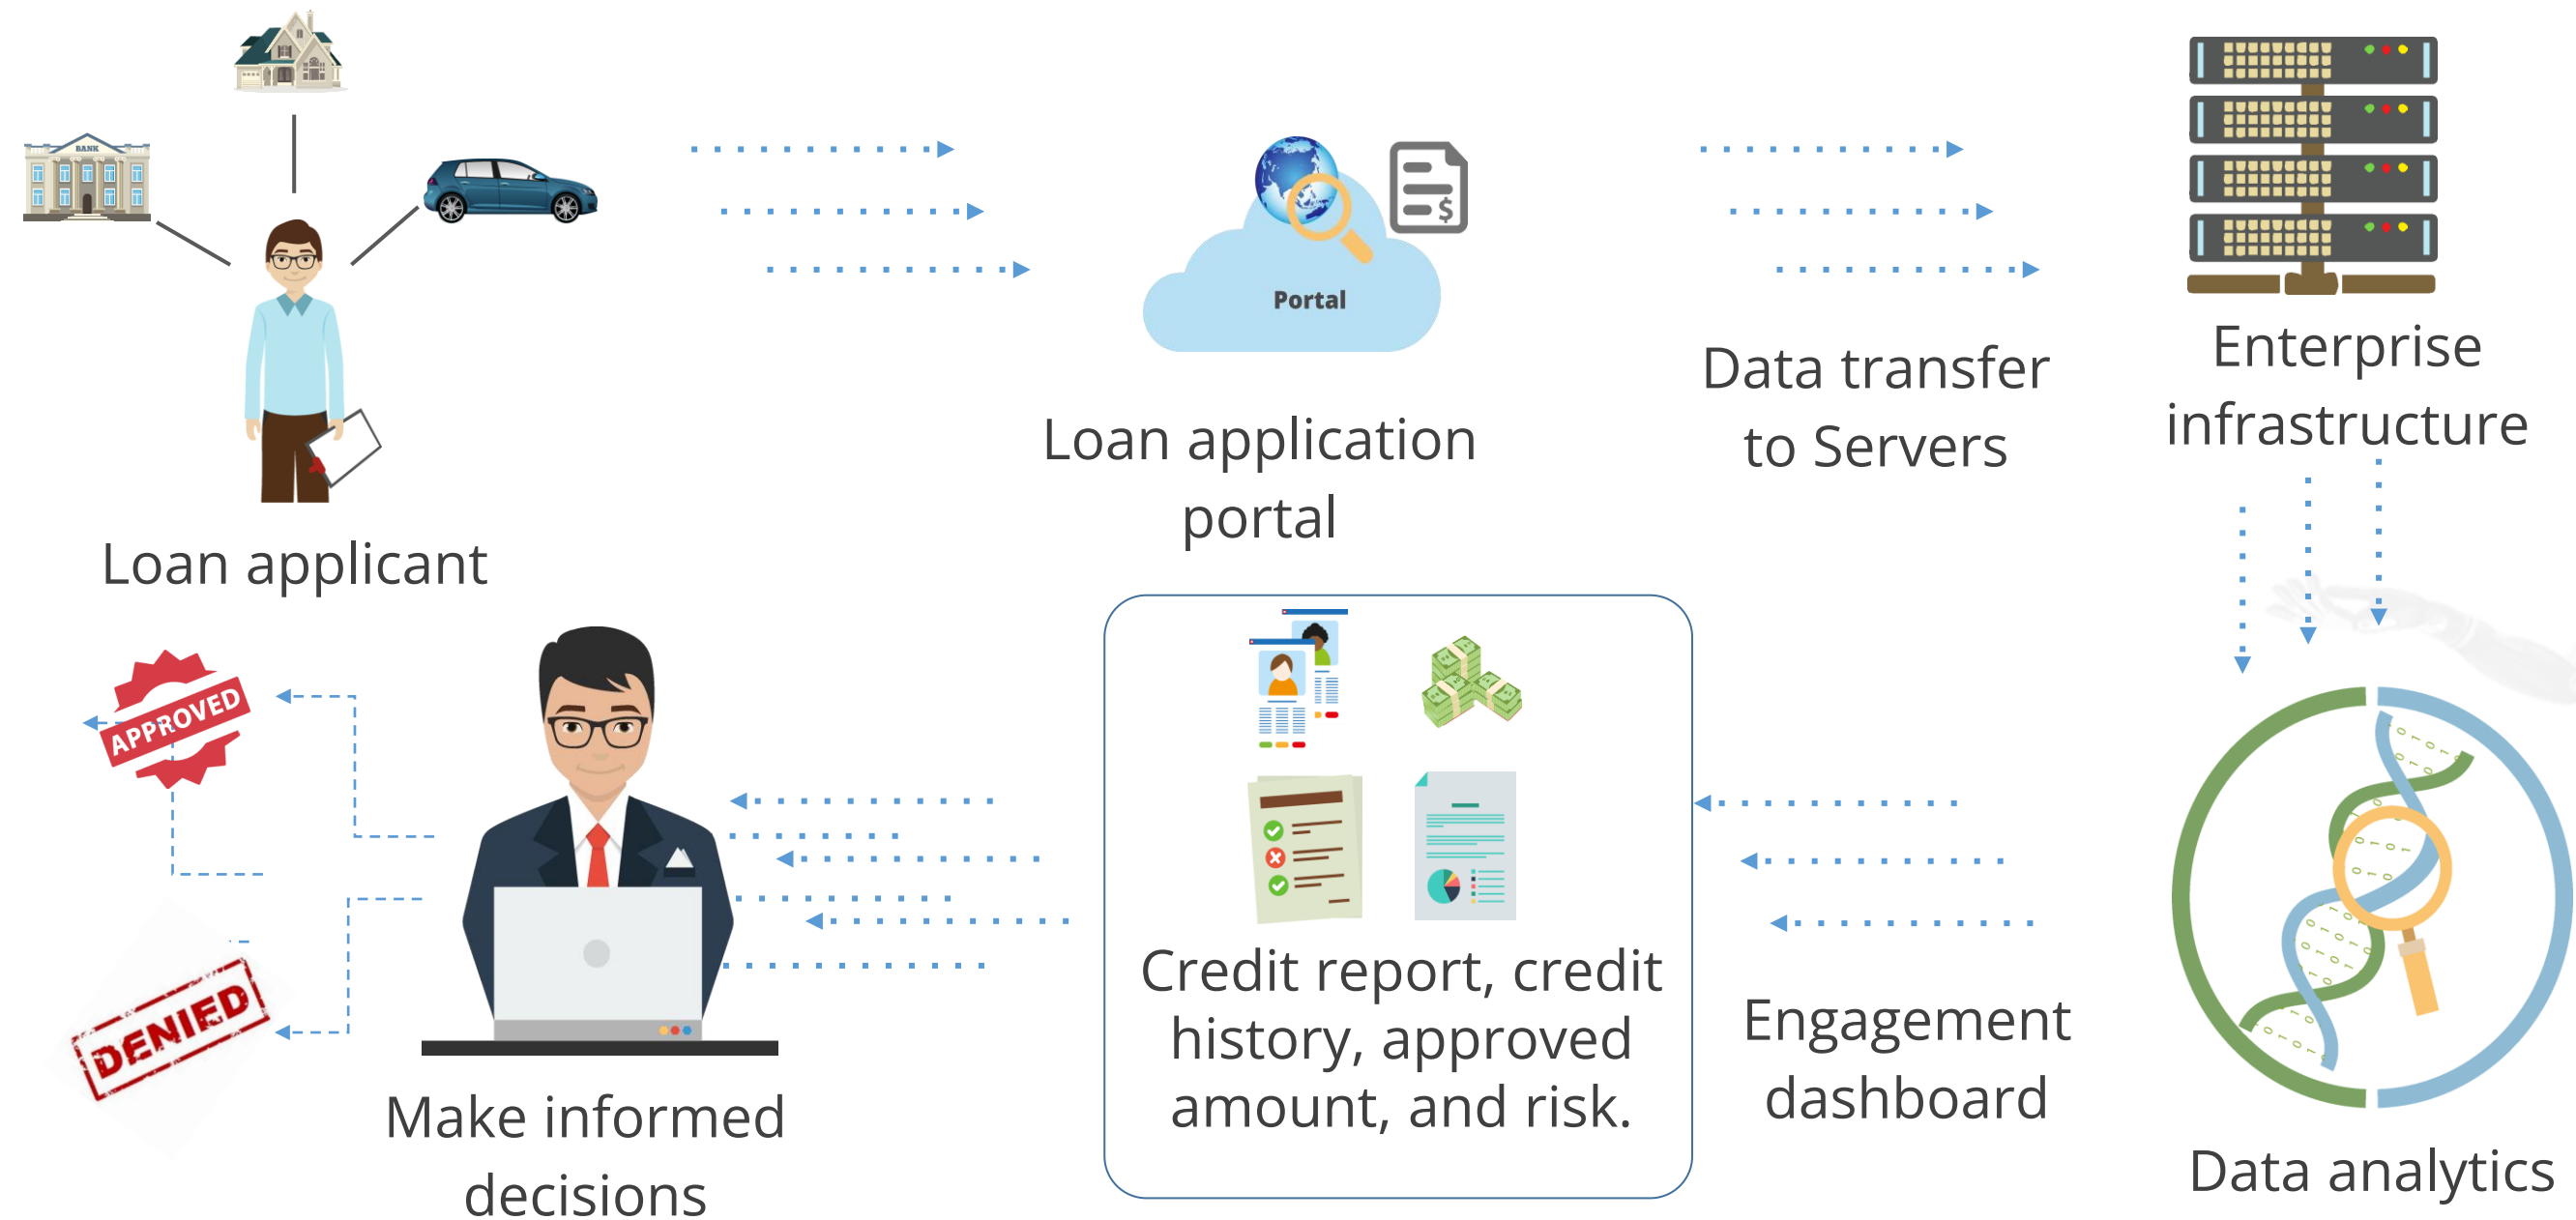 BANK
Portal
$
Loan applicant
Loan application
portal
Data transfer
to Servers
Enterprise
infrastructure
APPROVED
DENIED
Make informed
decisions
Credit report, credit
history, approved
amount, and risk.
Engagement
dashboard
Data analytics